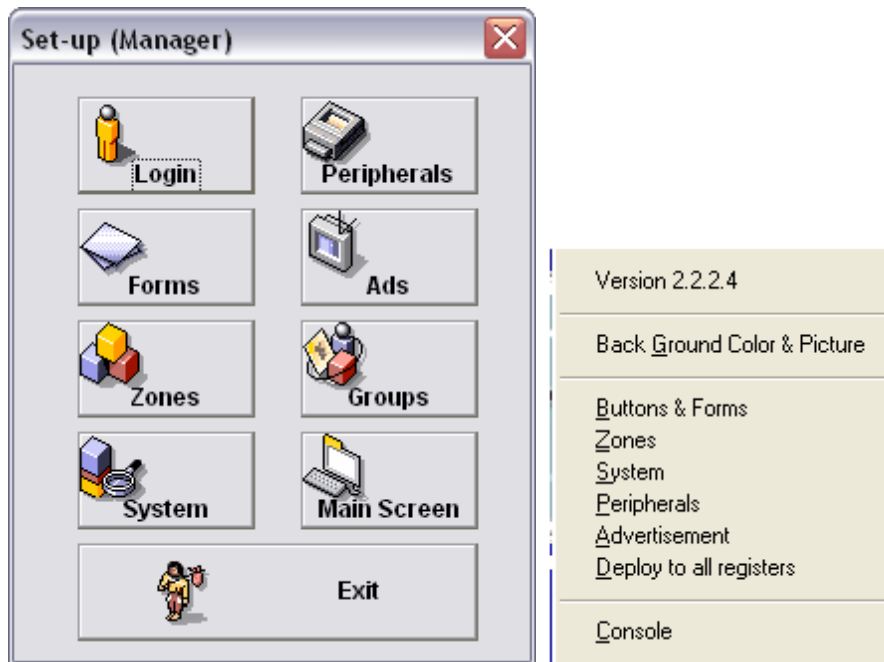 Set-up (Manager)
Login
Peripherals
Forms
Ads
Zones
Groups
System
Main Screen
Exit
Version 2.2.2.4
Back Ground Color & Picture
Buttons & Forms
Zones
System
Peripherals
Advertisement
Deploy to all registers
Console